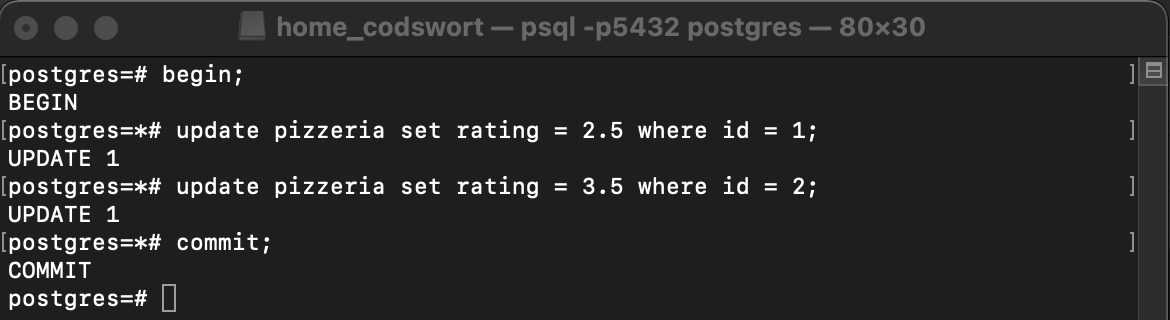 home_codswort — psql -p5432 postgres — 80×30
[postgres=# begin; ]
BEGIN
[postgres=*# update pizzeria set rating = 2.5 where id = 1; ]
UPDATE 1
[postgres=*# update pizzeria set rating = 3.5 where id = 2; ]
UPDATE 1
[postgres=*# commit; ]
COMMIT
postgres=#